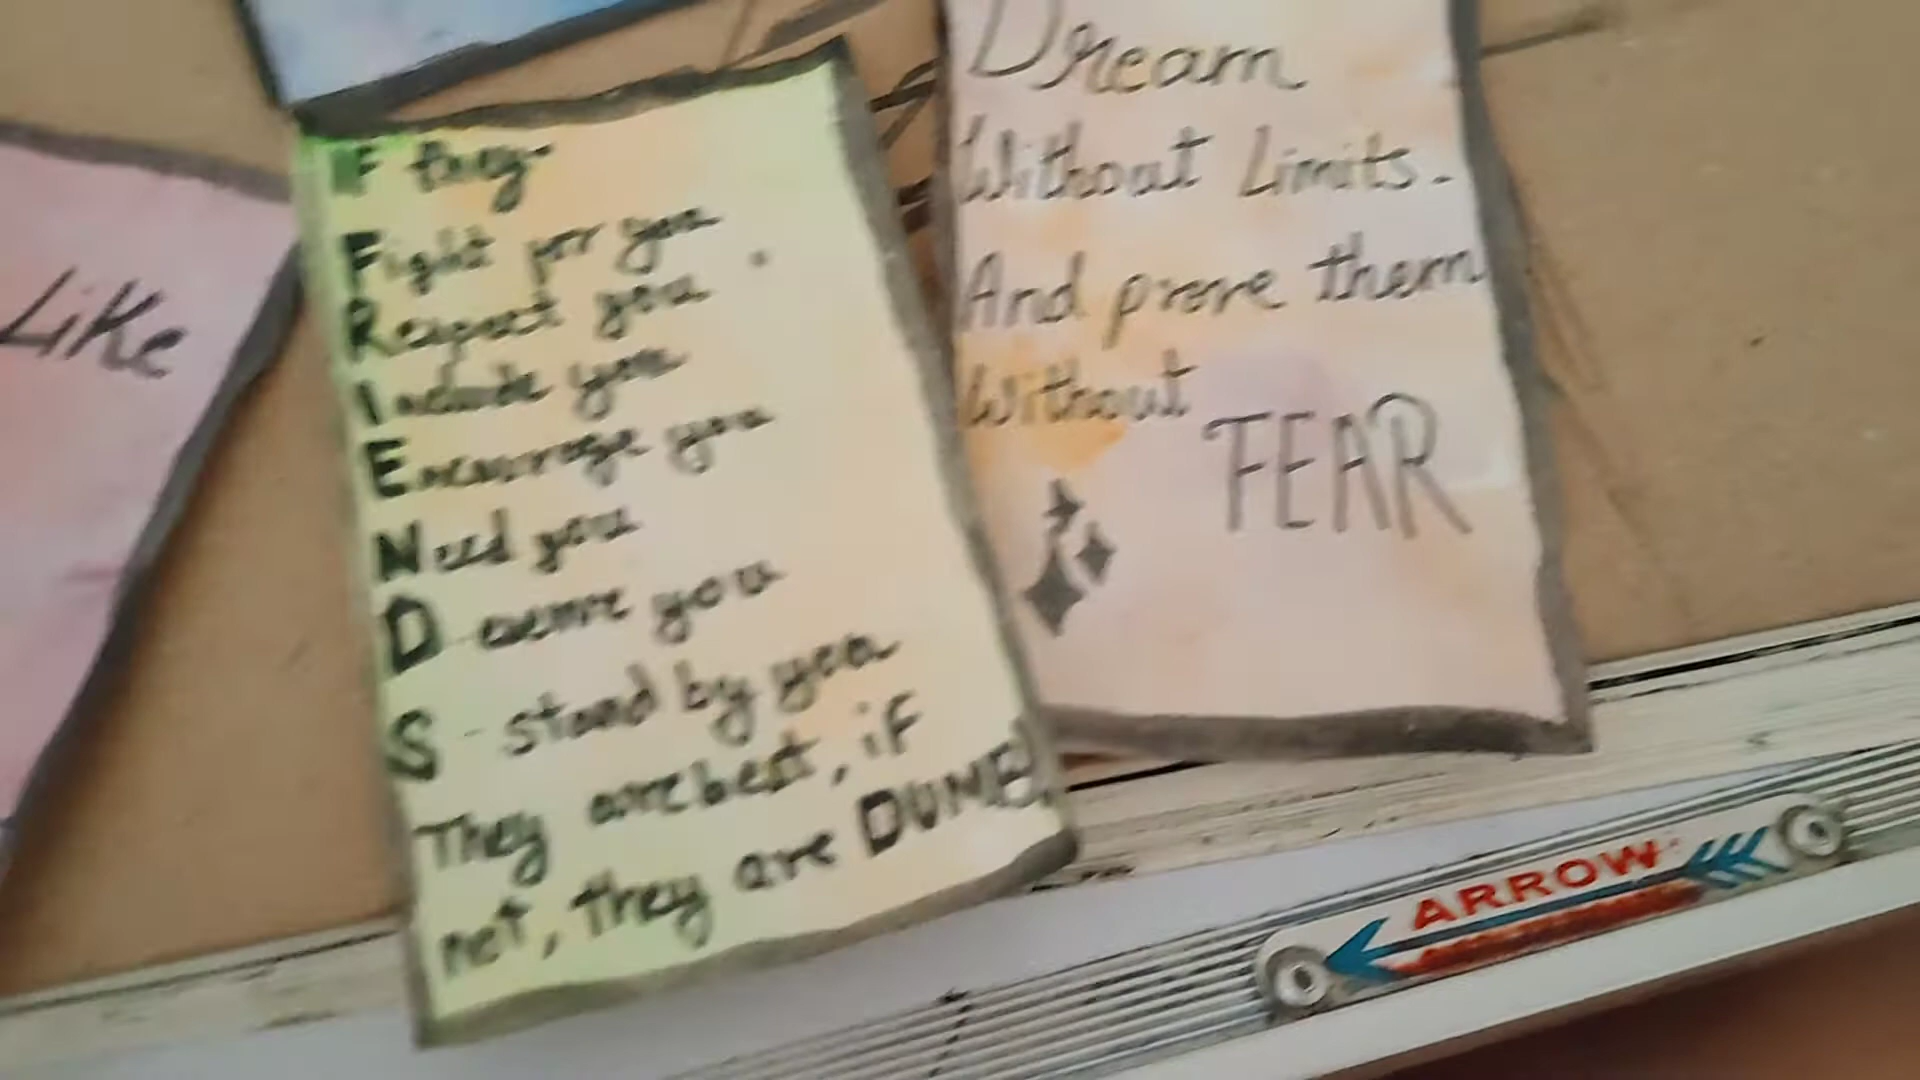 Like
IF they
Fight for you
Respect you
Include you
Encourage you
Need you
D-eserve you
S-stand by you
They are best, if
not, they are DUMB!
Dream
Without Limits.
And prove them
Without
FEAR
ARROW